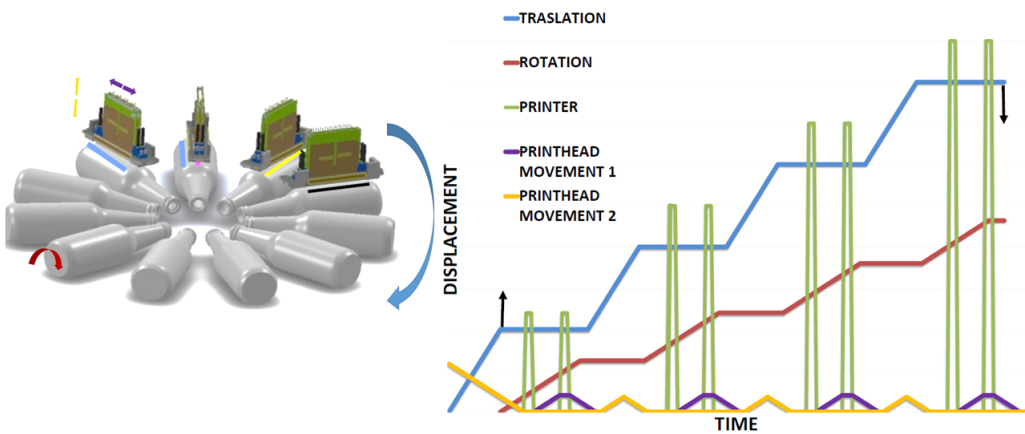 TRASLATION
ROTATION
PRINTER
PRINTHEAD
MOVEMENT 1
PRINTHEAD
MOVEMENT 2
DISPLACEMENT
TIME